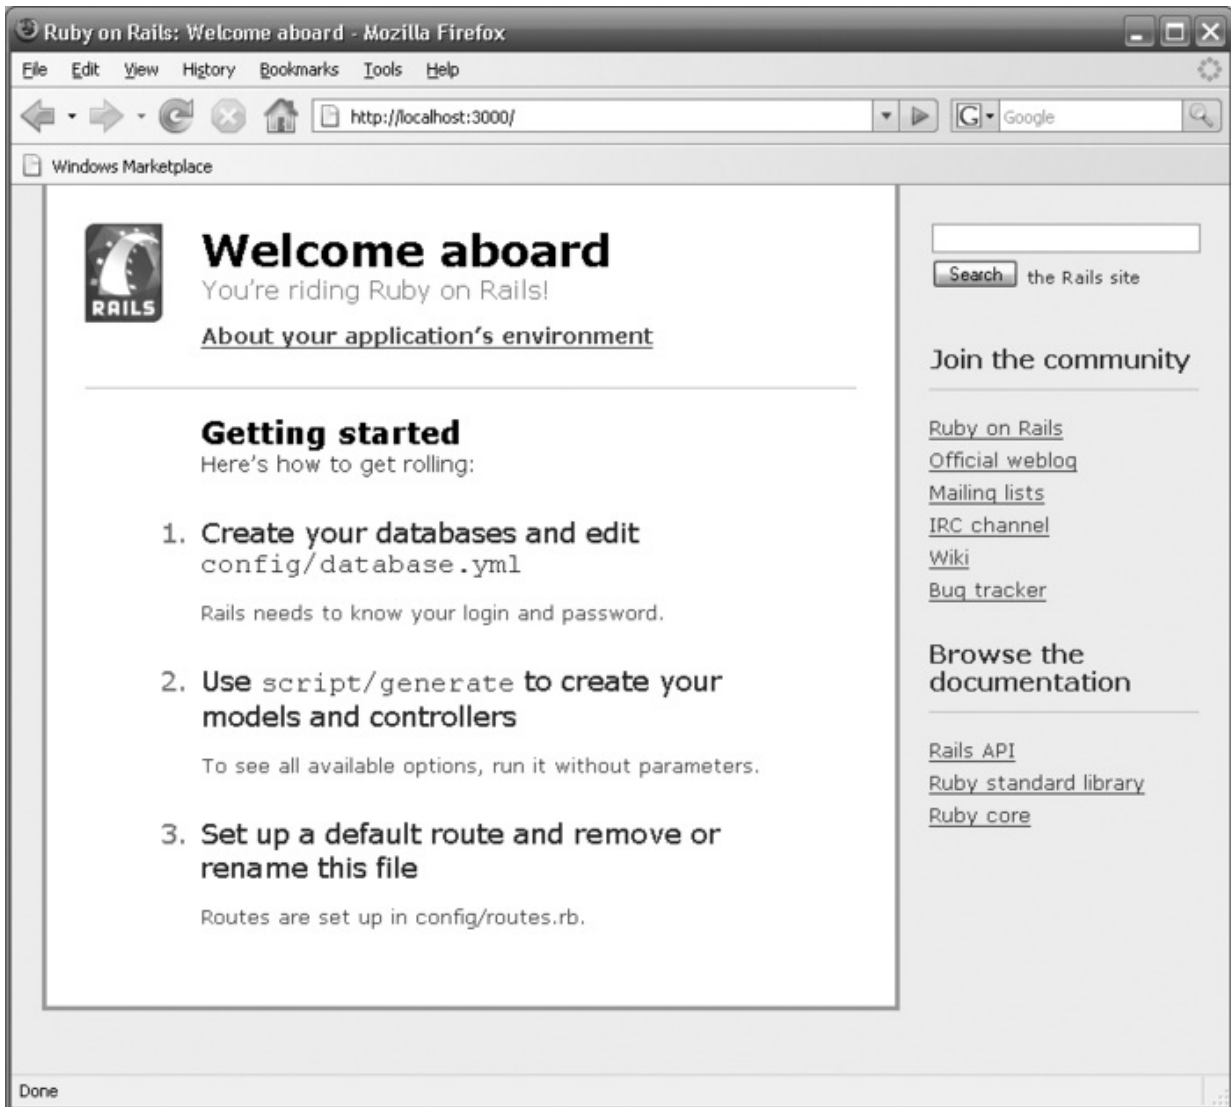 Ruby on Rails: Welcome aboard - Mozilla Firefox
File Edit View History Bookmarks Tools Help
http://localhost:3000/
G Google
Windows Marketplace
RAILS
Welcome aboard
You're riding Ruby on Rails!
About your application's environment
Getting started
Here's how to get rolling:
1. Create your databases and edit
config/database.yml
Rails needs to know your login and password.
2. Use script/generate to create your
models and controllers
To see all available options, run it without parameters.
3. Set up a default route and remove or
rename this file
Routes are set up in config/routes.rb.
Search the Rails site
Join the community
Ruby on Rails
Official weblog
Mailing lists
IRC channel
Wiki
Bug tracker
Browse the
documentation
Rails API
Ruby standard library
Ruby core
Done